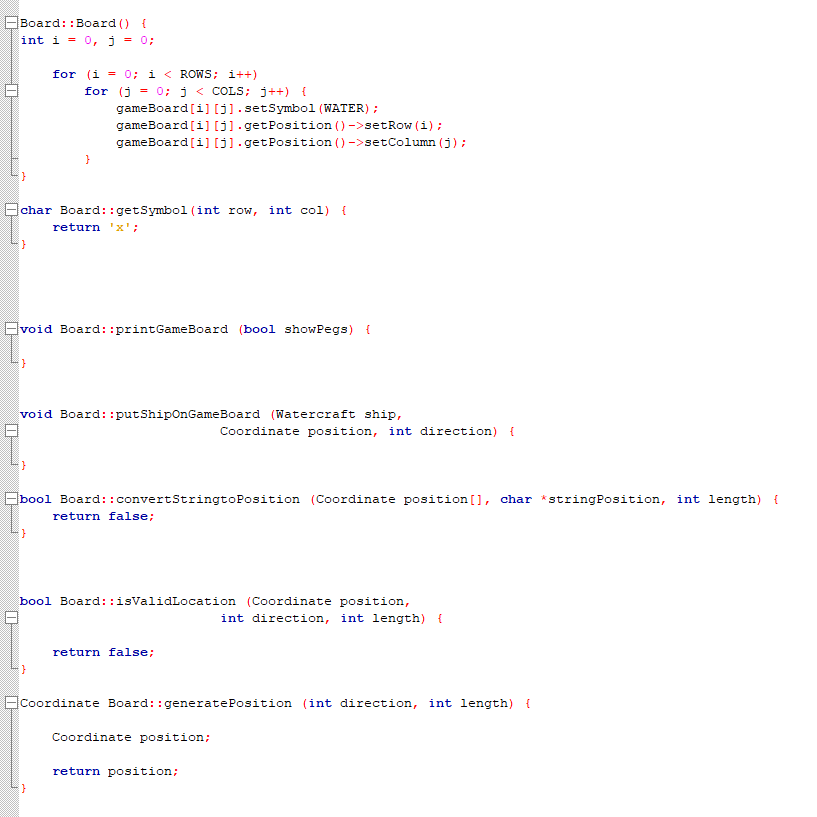 Board::Board() {
int i = 0, j = 0;
for (i = 0; i < ROWS; i++)
for (j = 0; j < COLS; j++) {
gameBoard[i][j].setSymbol(WATER);
gameBoard[i][j].getPosition()->setRow(i);
gameBoard[i][j].getPosition()->setColumn(j);
}
}
char Board::getSymbol(int row, int col) {
return 'x';
}
void Board::printGameBoard (bool showPegs) {
}
void Board::putShipOnGameBoard (Watercraft ship,
Coordinate position, int direction) {
}
bool Board::convertStringtoPosition (Coordinate position[], char *stringPosition, int length) {
return false;
}
bool Board::isValidLocation (Coordinate position,
int direction, int length) {
return false;
}
Coordinate Board::generatePosition (int direction, int length) {
Coordinate position;
return position;
}